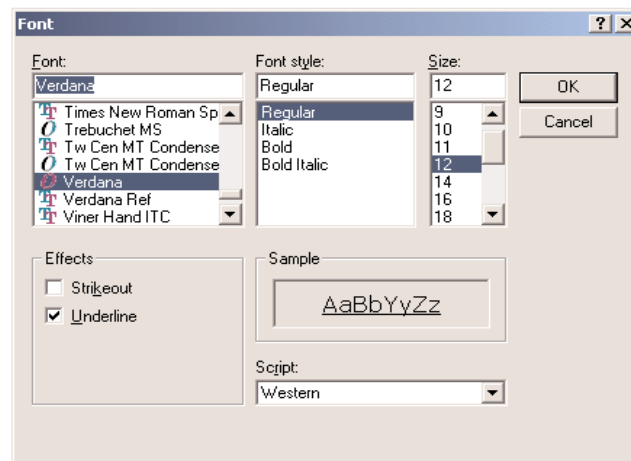 Font
Font: Font style: Size:
Verdana Regular 12 OK
Times New Roman Sp Regular 9 Cancel
Trebuchet MS Italic 10
Tw Cen MT Condense Bold 11
Tw Cen MT Condense Bold Italic 12
Verdana 14
Verdana Ref 16
Viner Hand ITC 18
Effects Sample
Strikeout
Underline
AaBbYyZz
Script:
Western